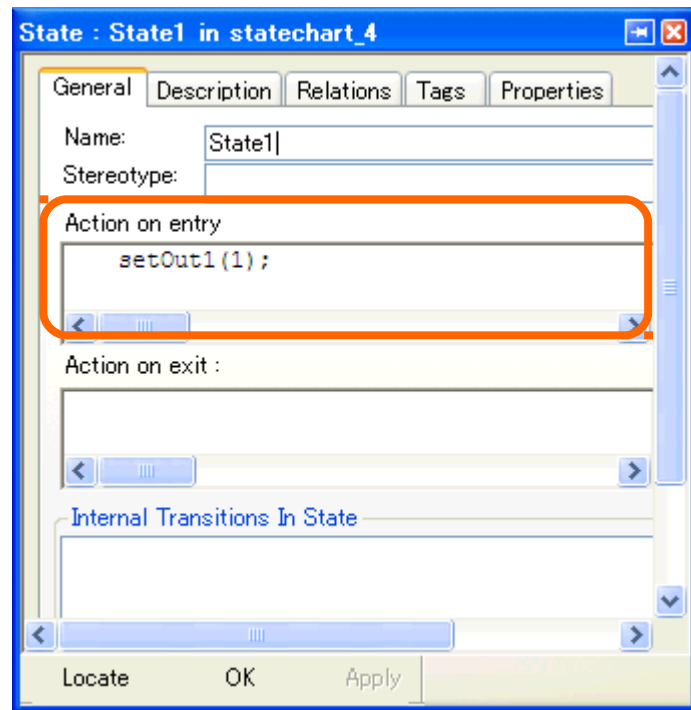 State : State1 in statechart_4
General Description Relations Tags Properties
Name: State1
Stereotype:
Action on entry
setOut1(1);
Action on exit :
Internal Transitions In State
Locate OK Apply